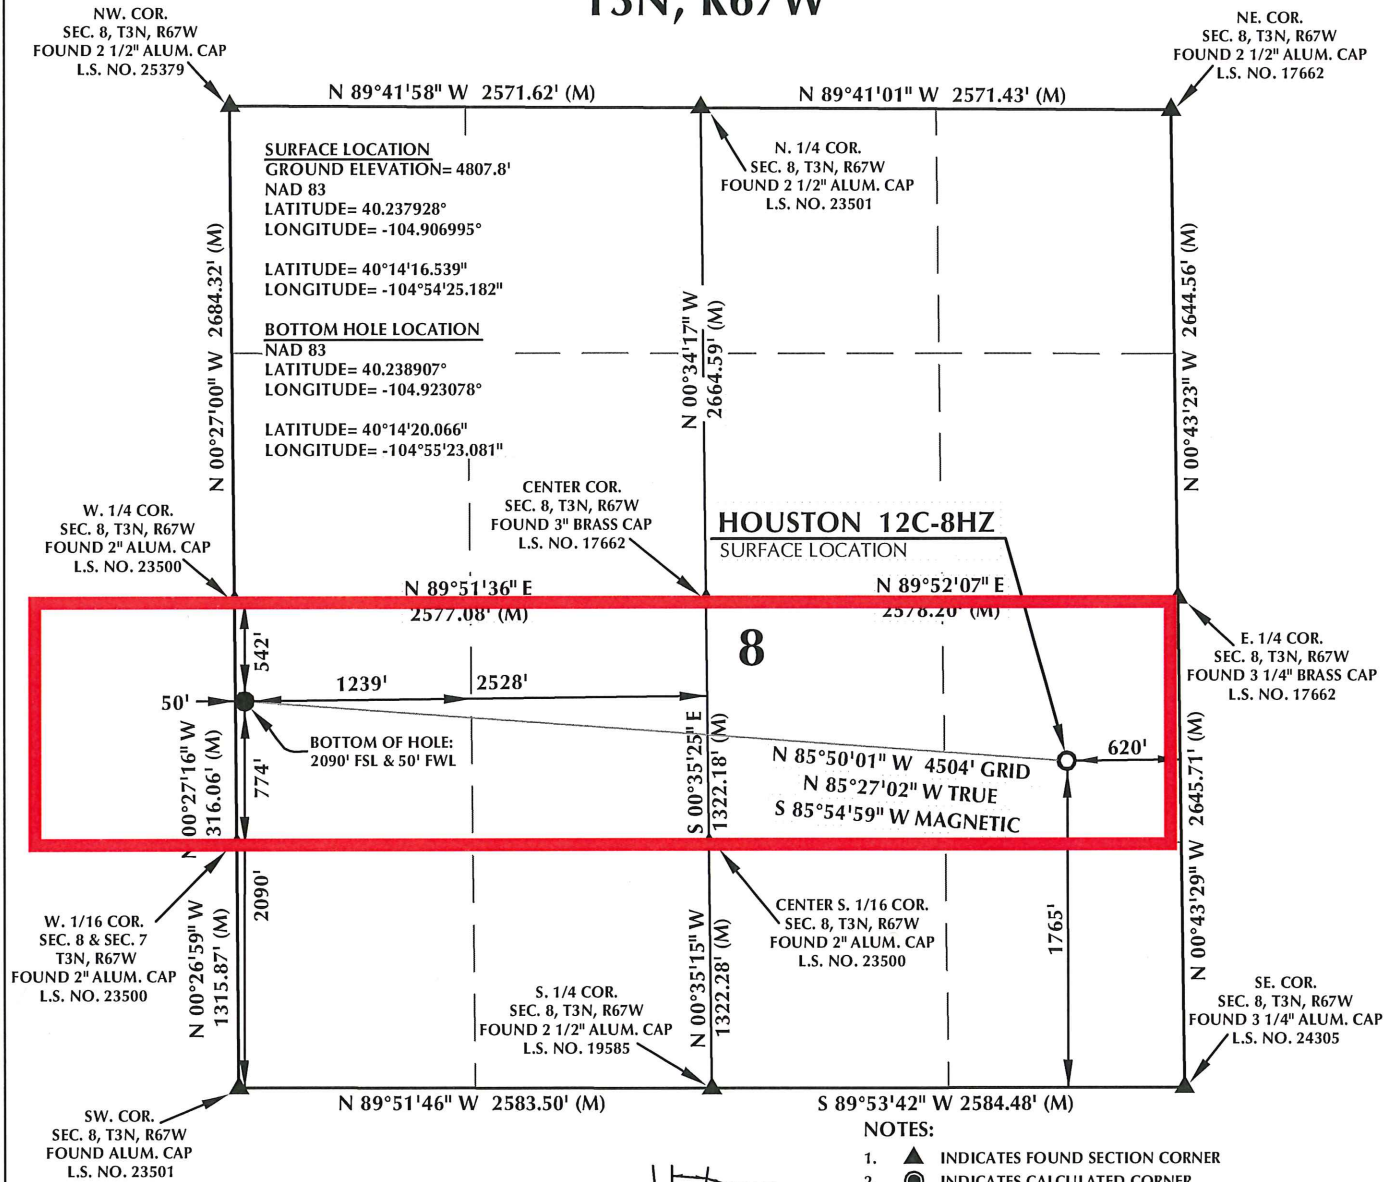 T3N, R67W
NW. COR.
SEC. 8, T3N, R67W
FOUND 2 1/2" ALUM. CAP
L.S. NO. 25379
NE. COR.
SEC. 8, T3N, R67W
FOUND 2 1/2" ALUM. CAP
L.S. NO. 17662
N 89°41'58" W 2571.62' (M)
N 89°41'01" W 2571.43' (M)
N. 1/4 COR.
SEC. 8, T3N, R67W
FOUND 2 1/2" ALUM. CAP
L.S. NO. 23501
SURFACE LOCATION
GROUND ELEVATION= 4807.8'
NAD 83
LATITUDE= 40.237928°
LONGITUDE= -104.906995°
LATITUDE= 40°14'16.539"
LONGITUDE= -104°54'25.182"
BOTTOM HOLE LOCATION
NAD 83
LATITUDE= 40.238907°
LONGITUDE= -104.923078°
LATITUDE= 40°14'20.066"
LONGITUDE= -104°55'23.081"
N 00°27'00" W 2684.32' (M)
N 00°34'17" W
2664.59' (M)
N 00°43'23" W 2644.56' (M)
W. 1/4 COR.
SEC. 8, T3N, R67W
FOUND 2" ALUM. CAP
L.S. NO. 23500
CENTER COR.
SEC. 8, T3N, R67W
FOUND 3" BRASS CAP
L.S. NO. 17662
HOUSTON 12C-8HZ
SURFACE LOCATION
N 89°51'36" E
2577.08' (M)
N 89°52'07" E
2578.20' (M)
8
E. 1/4 COR.
SEC. 8, T3N, R67W
FOUND 3 1/4" BRASS CAP
L.S. NO. 17662
542'
50'
1239'
2528'
BOTTOM OF HOLE:
2090' FSL & 50' FWL
774'
N 00°27'16" W
316.06' (M)
S 00°35'25" E
1322.18' (M)
N 85°50'01" W 4504' GRID
N 85°27'02" W TRUE
S 85°54'59" W MAGNETIC
620'
N 00°43'29" W 2645.71' (M)
W. 1/16 COR.
SEC. 8 & SEC. 7
T3N, R67W
FOUND 2" ALUM. CAP
L.S. NO. 23500
2090'
N 00°26'59" W
1315.87' (M)
CENTER S. 1/16 COR.
SEC. 8, T3N, R67W
FOUND 2" ALUM. CAP
L.S. NO. 23500
N 00°35'15" W
1322.28' (M)
1765'
S. 1/4 COR.
SEC. 8, T3N, R67W
FOUND 2 1/2" ALUM. CAP
L.S. NO. 19585
SE. COR.
SEC. 8, T3N, R67W
FOUND 3 1/4" ALUM. CAP
L.S. NO. 24305
N 89°51'46" W 2583.50' (M)
S 89°53'42" W 2584.48' (M)
SW. COR.
SEC. 8, T3N, R67W
FOUND ALUM. CAP
L.S. NO. 23501
NOTES:
1. INDICATES FOUND SECTION CORNER
2. INDICATES CALCULATED CORNER